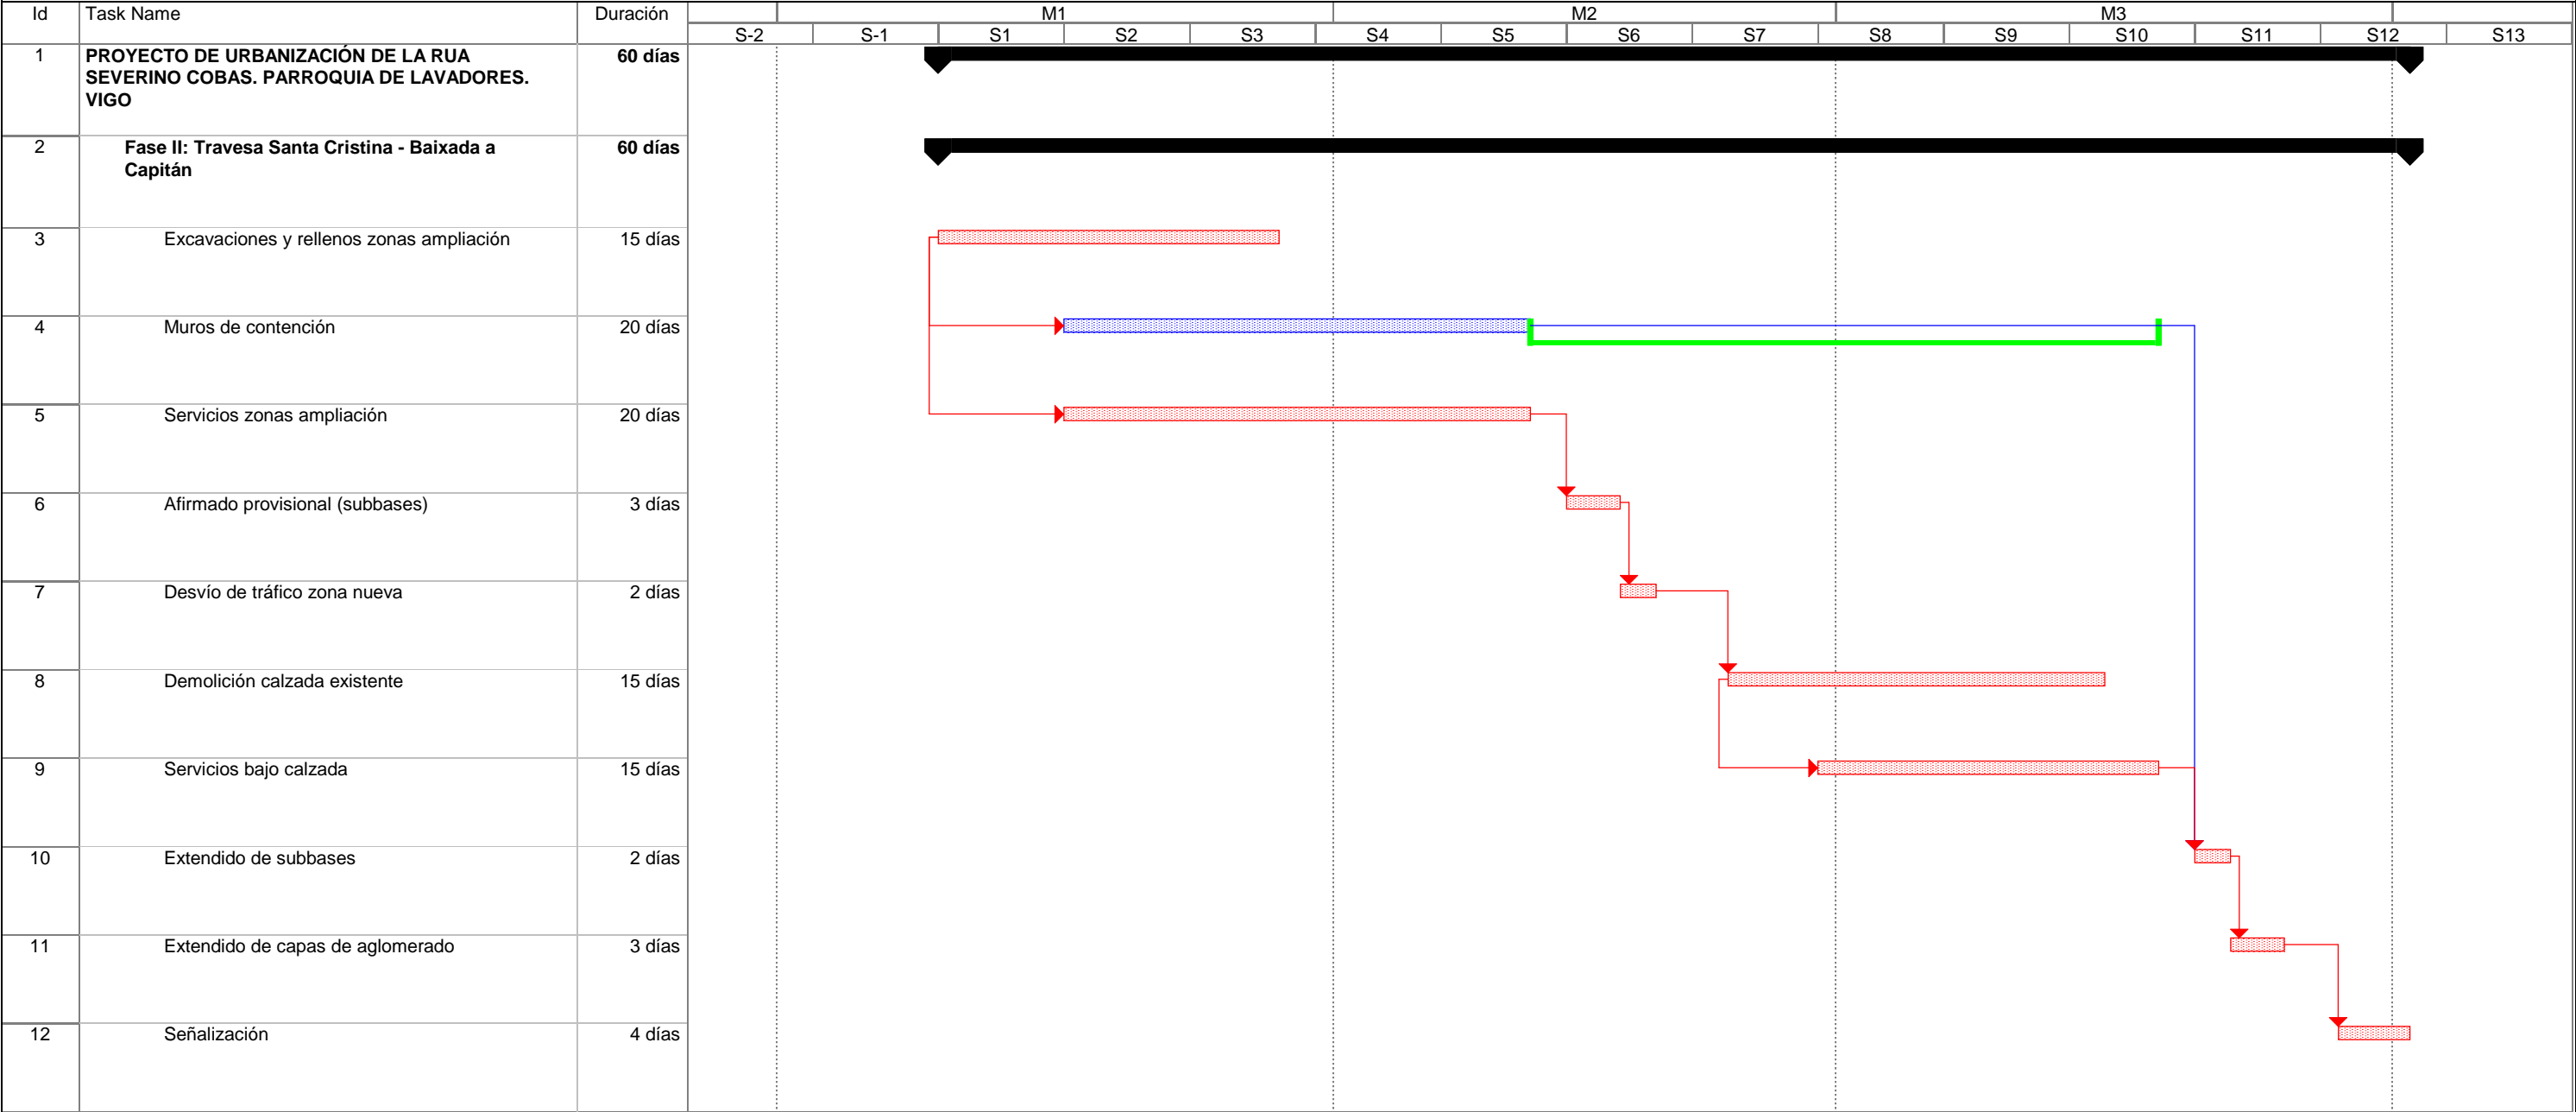 Id Task Name Duración M1 M2 M3
S-2 S-1 S1 S2 S3 S4 S5 S6 S7 S8 S9 S10 S11 S12 S13
1 PROYECTO DE URBANIZACIÓN DE LA RUA 60 días
SEVERINO COBAS. PARROQUIA DE LAVADORES.
VIGO
2 Fase II: Travesa Santa Cristina - Baixada a 60 días
Capitán
3 Excavaciones y rellenos zonas ampliación 15 días
4 Muros de contención 20 días
5 Servicios zonas ampliación 20 días
6 Afirmado provisional (subbases) 3 días
7 Desvío de tráfico zona nueva 2 días
8 Demolición calzada existente 15 días
9 Servicios bajo calzada 15 días
10 Extendido de subbases 2 días
11 Extendido de capas de aglomerado 3 días
12 Señalización 4 días